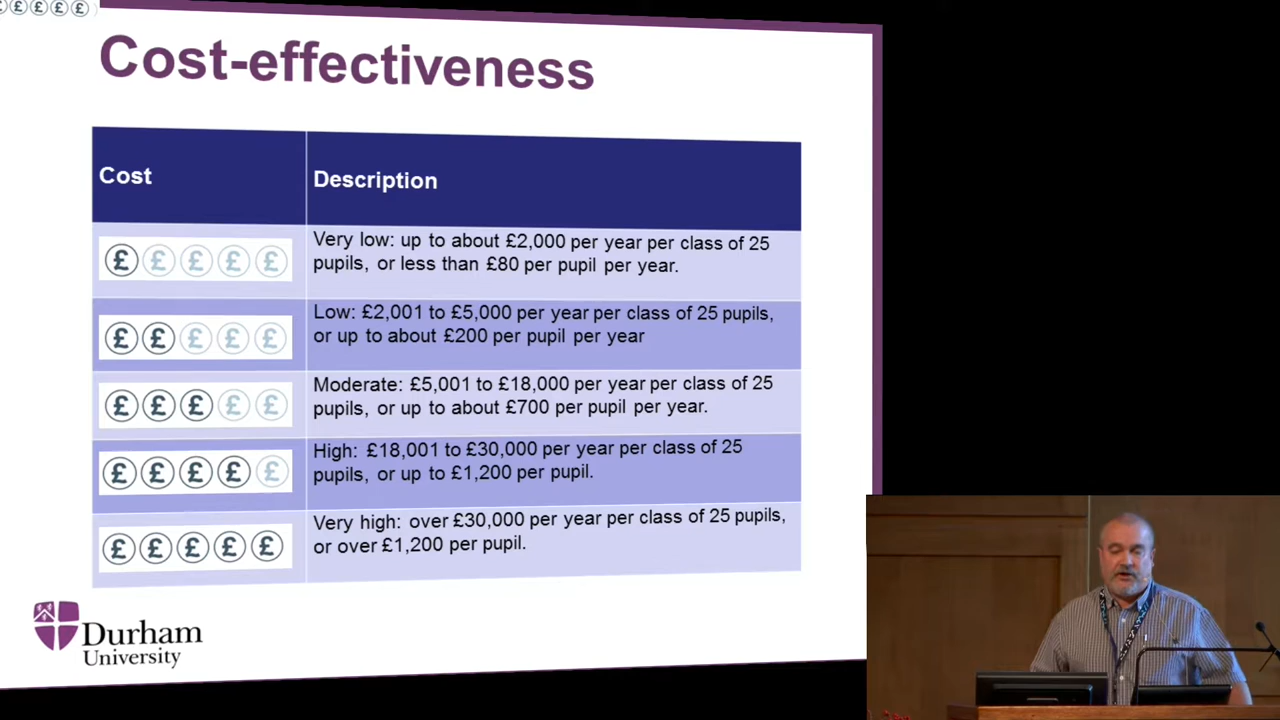 £ £ £ £
Cost-effectiveness
Cost
Description
£ £ £ £ £
Very low: up to about £2,000 per year per class of 25
pupils, or less than £80 per pupil per year.
£ £ £ £ £
Low: £2,001 to £5,000 per year per class of 25 pupils,
or up to about £200 per pupil per year
£ £ £ £ £
Moderate: £5,001 to £18,000 per year per class of 25
pupils, or up to about £700 per pupil per year.
£ £ £ £ £
High: £18,001 to £30,000 per year per class of 25
pupils, or up to £1,200 per pupil.
£ £ £ £ £
Very high: over £30,000 per year per class of 25 pupils,
or over £1,200 per pupil.
Durham
University